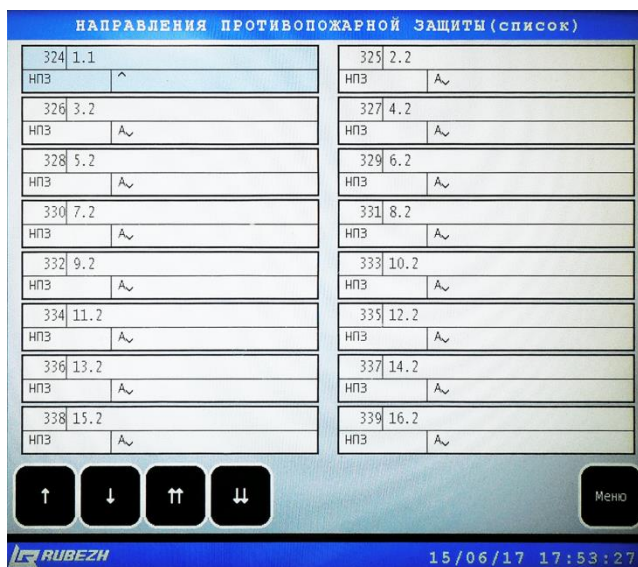 НАПРАВЛЕНИЯ ПРОТИВОПОЖАРНОЙ ЗАЩИТЫ(список)
324 1.1
НПЗ ^
325 2.2
НПЗ А⌵
326 3.2
НПЗ А⌵
327 4.2
НПЗ А⌵
328 5.2
НПЗ А⌵
329 6.2
НПЗ А⌵
330 7.2
НПЗ А⌵
331 8.2
НПЗ А⌵
332 9.2
НПЗ А⌵
333 10.2
НПЗ А⌵
334 11.2
НПЗ А⌵
335 12.2
НПЗ А⌵
336 13.2
НПЗ А⌵
337 14.2
НПЗ А⌵
338 15.2
НПЗ А⌵
339 16.2
НПЗ А⌵
↑ ↓ ⇈ ⇊ Меню
RUBEZH 15/06/17 17:53:27